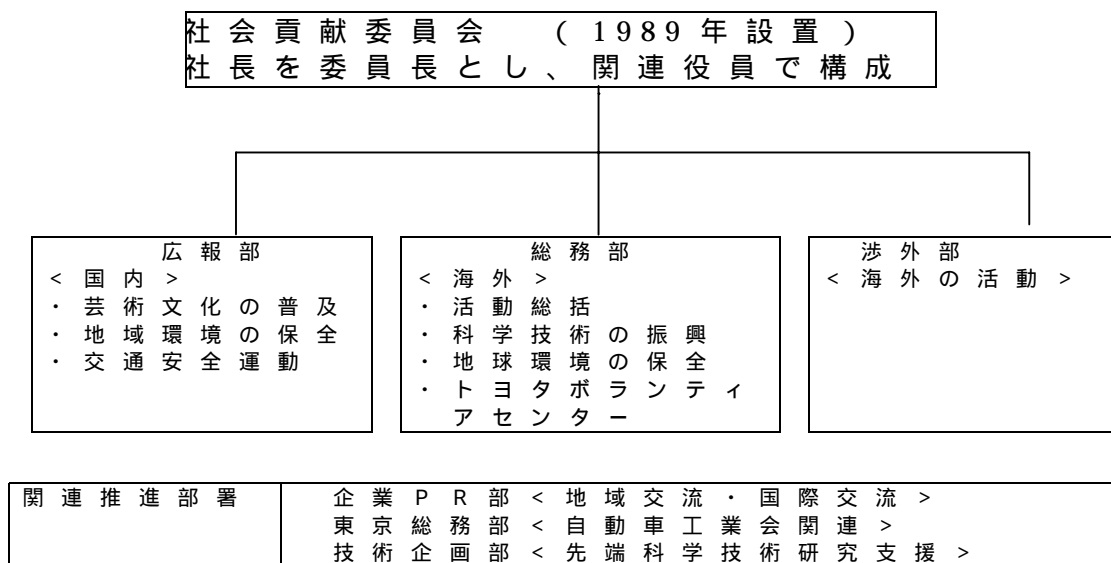 社会貢献委員会 (1989年設置)
社長を委員長とし、関連役員で構成
広報部
<国内>
・芸術文化の普及
・地域環境の保全
・交通安全運動
総務部
<海外>
・活動総括
・科学技術の振興
・地球環境の保全
・トヨタボランティ
アセンター
渉外部
<海外の活動>
関連推進部署
企業PR部<地域交流・国際交流>
東京総務部<自動車工業会関連>
技術企画部<先端科学技術研究支援>